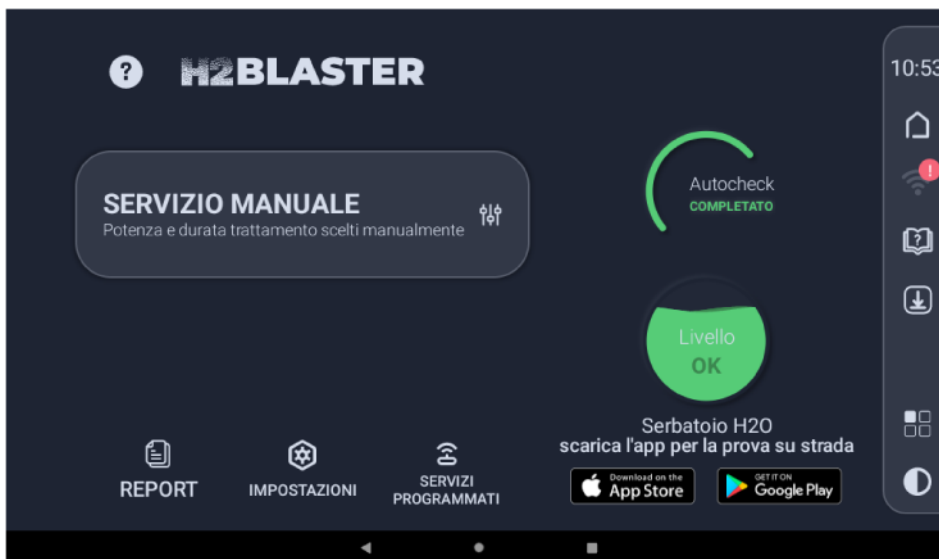 ?
H2BLASTER
10:53
SERVIZIO MANUALE
Potenza e durata trattamento scelti manualmente
Autocheck
COMPLETATO
!
?
Livello
OK
Serbatoio H2O
scarica l'app per la prova su strada
REPORT
IMPOSTAZIONI
SERVIZI
PROGRAMMATI
Download on the
App Store
GET IT ON
Google Play